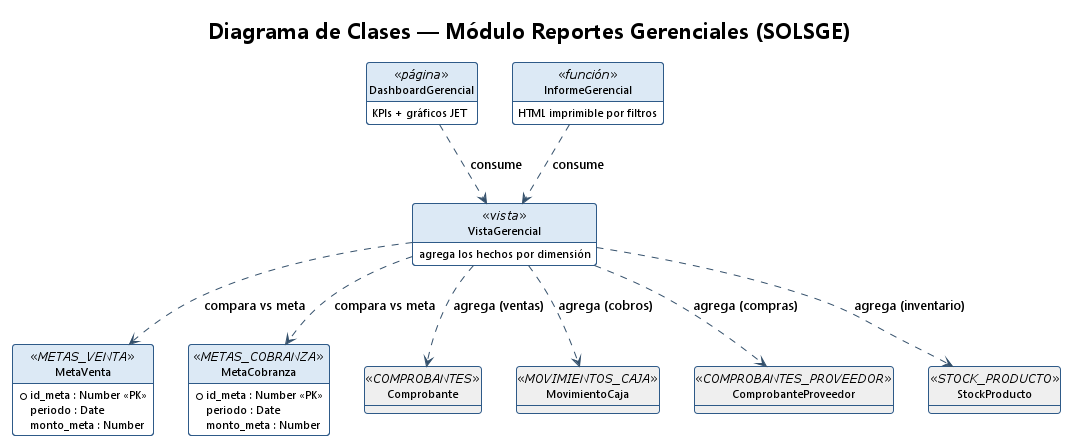 Diagrama de Clases — Módulo Reportes Gerenciales (SOLSGE)
«página»
DashboardGerencial
KPIs + gráficos JET
«función»
InformeGerencial
HTML imprimible por filtros
consume
consume
«vista»
VistaGerencial
agrega los hechos por dimensión
compara vs meta
compara vs meta
agrega (ventas)
agrega (cobros)
agrega (compras)
agrega (inventario)
«METAS_VENTA»
MetaVenta
id_meta : Number «PK»
periodo : Date
monto_meta : Number
«METAS_COBRANZA»
MetaCobranza
id_meta : Number «PK»
periodo : Date
monto_meta : Number
«COMPROBANTES»
Comprobante
«MOVIMIENTOS_CAJA»
MovimientoCaja
«COMPROBANTES_PROVEEDOR»
ComprobanteProveedor
«STOCK_PRODUCTO»
StockProducto